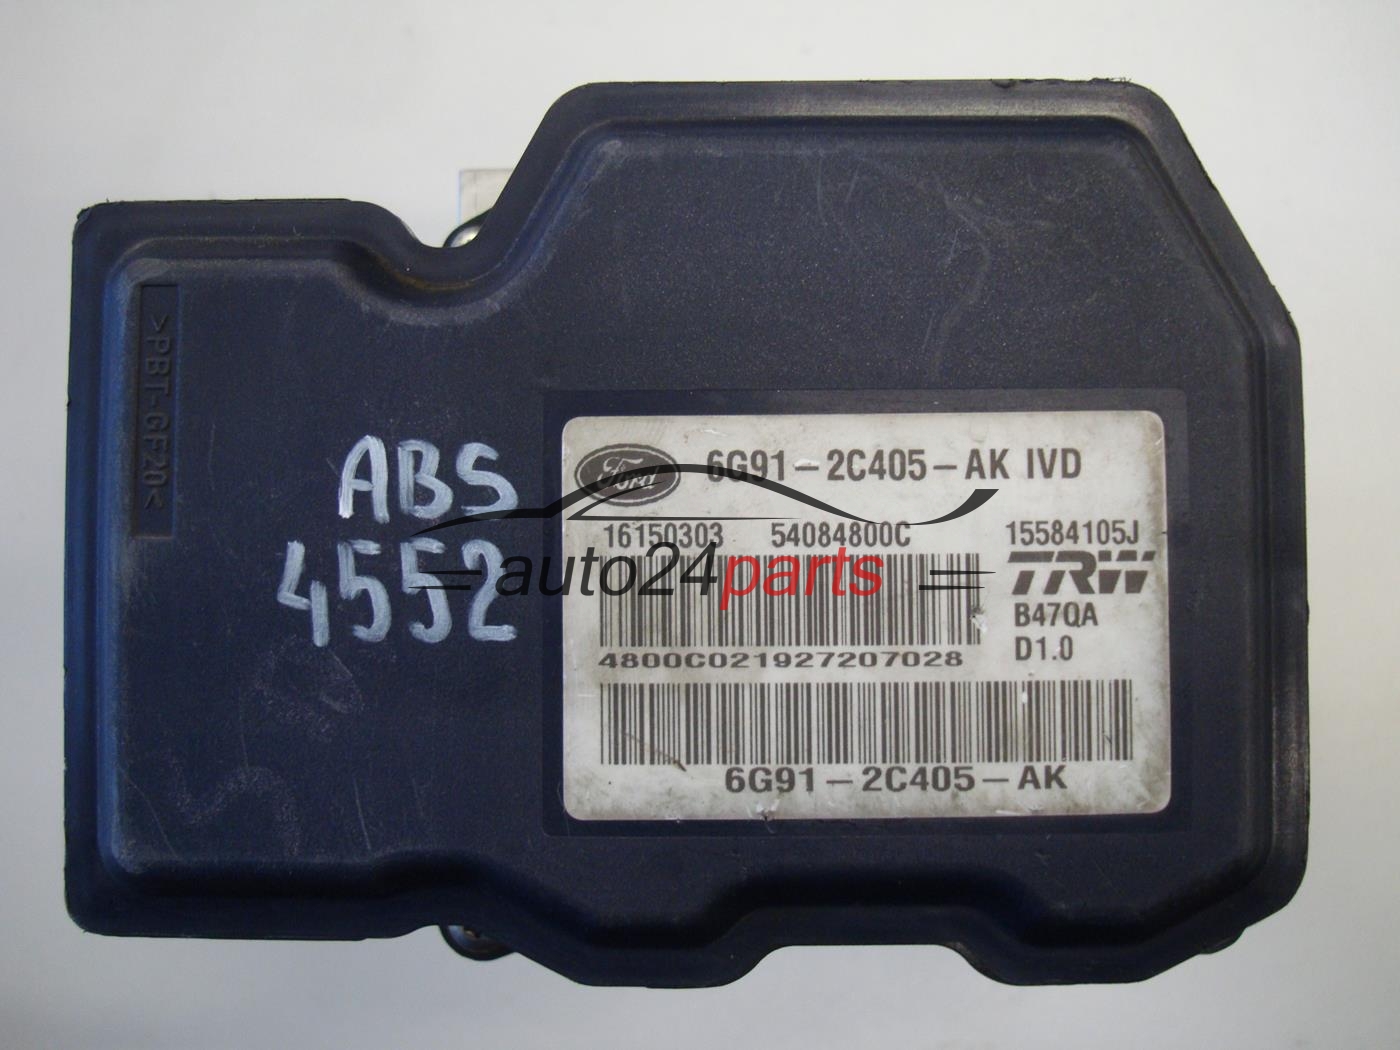 >PBT-GF20<
ABS
4552
Ford
6G91-2C405-AK IVD
16150303 54084800C 15584105J
auto24parts
TRW
B47QA
4800C021927207028
D1.0
6G91-2C405-AK